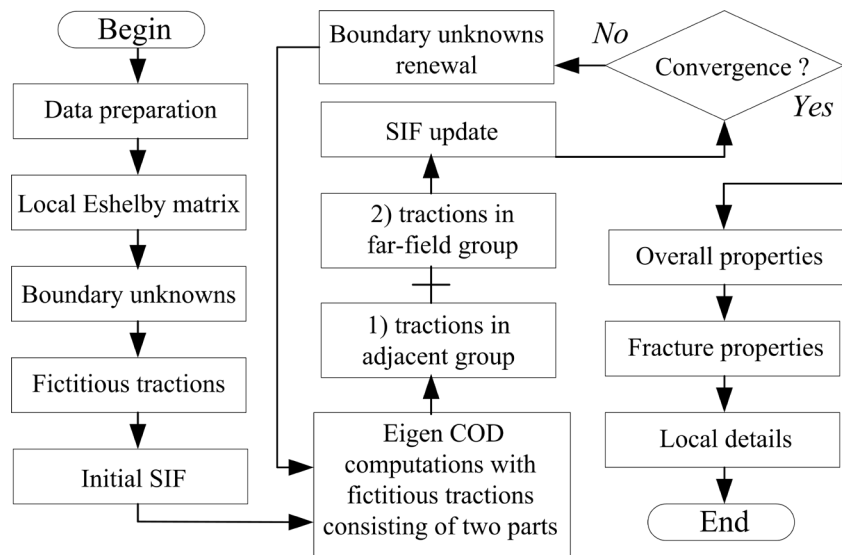 Begin
Data preparation
Local Eshelby matrix
Boundary unknowns
Fictitious tractions
Initial SIF
Eigen COD
computations with
fictitious tractions
consisting of two parts
1) tractions in
adjacent group
2) tractions in
far-field group
SIF update
Convergence ?
No
Boundary unknowns
renewal
Yes
Overall properties
Fracture properties
Local details
End